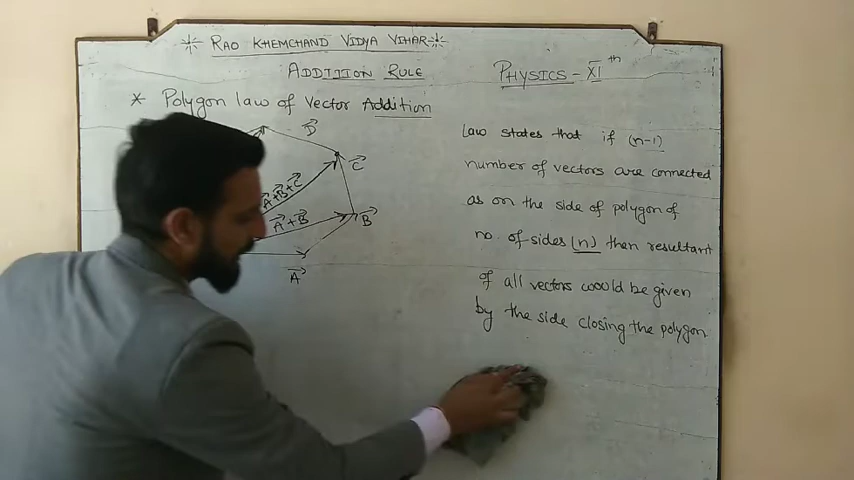 RAO KHEMCHAND VIDYA VIHAR
ADDITION RULE
PHYSICS - XI th
* Polygon law of Vector Addition
D
C
A+B+C
A+B
B
A
Law states that if (n-1)
number of vectors are connected
as on the side of polygon of
no. of sides (n) then resultant
of all vectors would be given
by the side closing the polygon